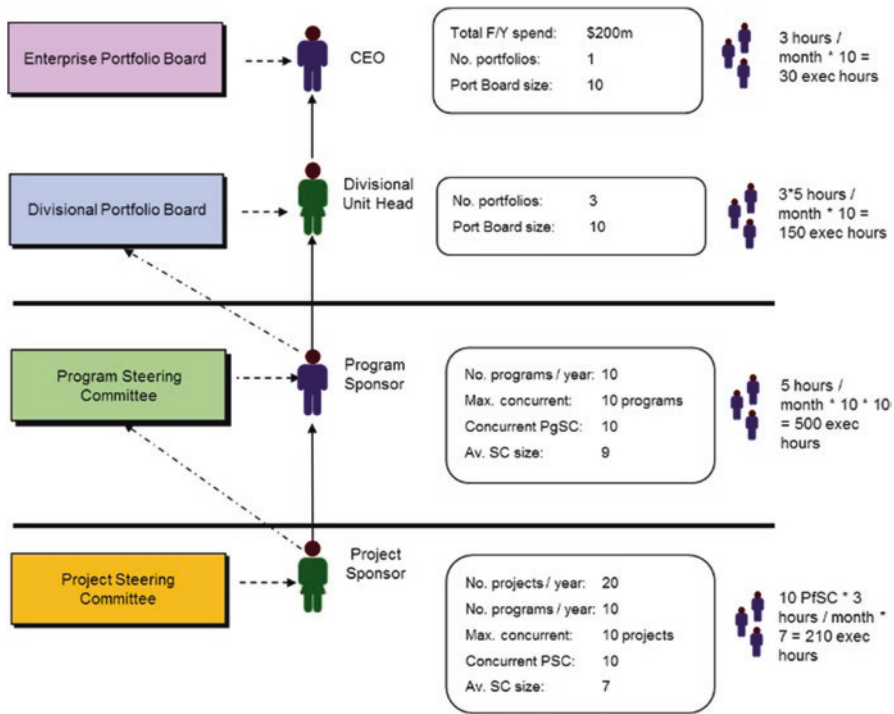 Enterprise Portfolio Board
CEO
Total F/Y spend: $200m
No. portfolios: 1
Port Board size: 10
3 hours /
month * 10 =
30 exec hours
Divisional Portfolio Board
Divisional
Unit Head
No. portfolios: 3
Port Board size: 10
3*5 hours /
month * 10 =
150 exec hours
Program Steering
Committee
Program
Sponsor
No. programs / year: 10
Max. concurrent: 10 programs
Concurrent PgSC: 10
Av. SC size: 9
5 hours /
month * 10 * 10
= 500 exec
hours
Project Steering
Committee
Project
Sponsor
No. projects / year: 20
No. programs / year: 10
Max. concurrent: 10 projects
Concurrent PSC: 10
Av. SC size: 7
10 PfSC * 3
hours / month *
7 = 210 exec
hours